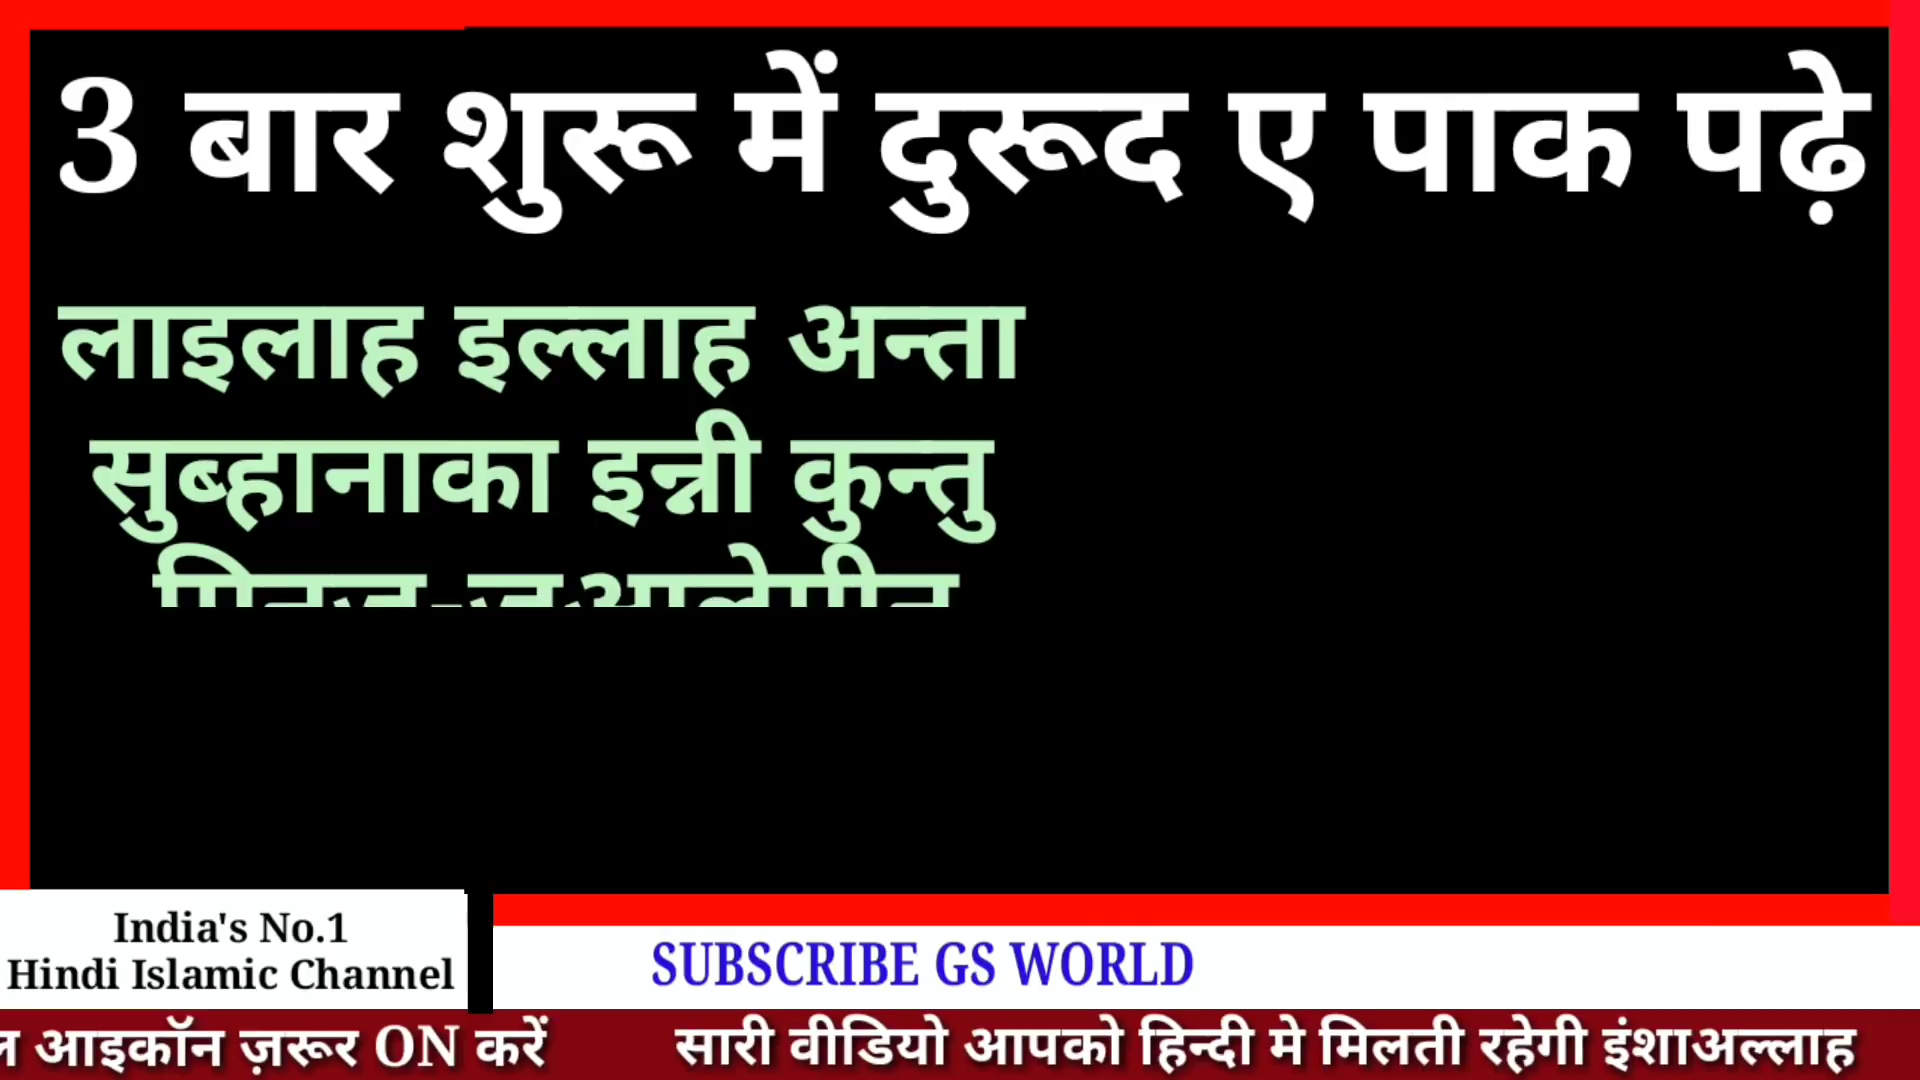 3 बार शुरू में दुरूद ए पाक पढ़े
लाइलाह इल्लाह अन्ता
सुब्हानाका इन्नी कुन्तु
India's No.1
Hindi Islamic Channel
SUBSCRIBE GS WORLD
आइकॉन ज़रूर ON करें सारी वीडियो आपको हिन्दी मे मिलती रहेगी इंशाअल्लाह